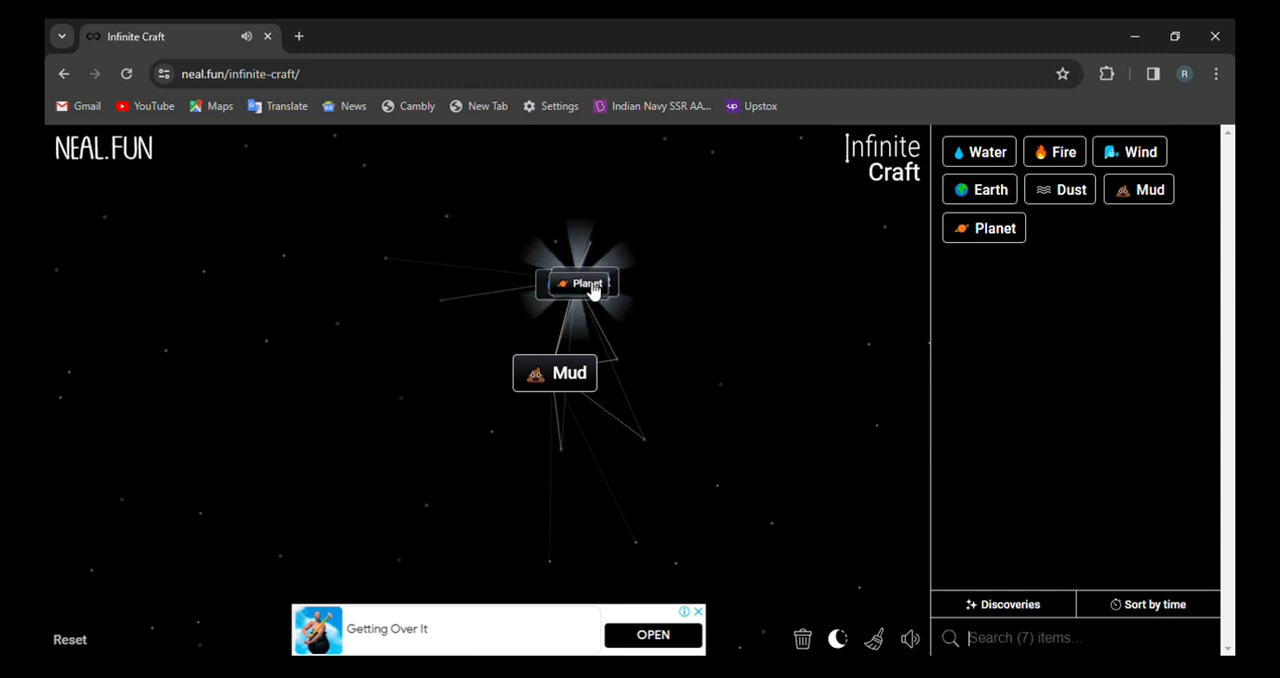 Infinite Craft
neal.fun/infinite-craft/
R
Gmail YouTube Maps Translate News Cambly New Tab Settings Indian Navy SSR AA... up Upstox
NEAL.FUN
Infinite
Craft
Water Fire Wind
Earth Dust Mud
Planet
Planet
Mud
Getting Over It
OPEN
Discoveries Sort by time
Reset
Search (7) items...